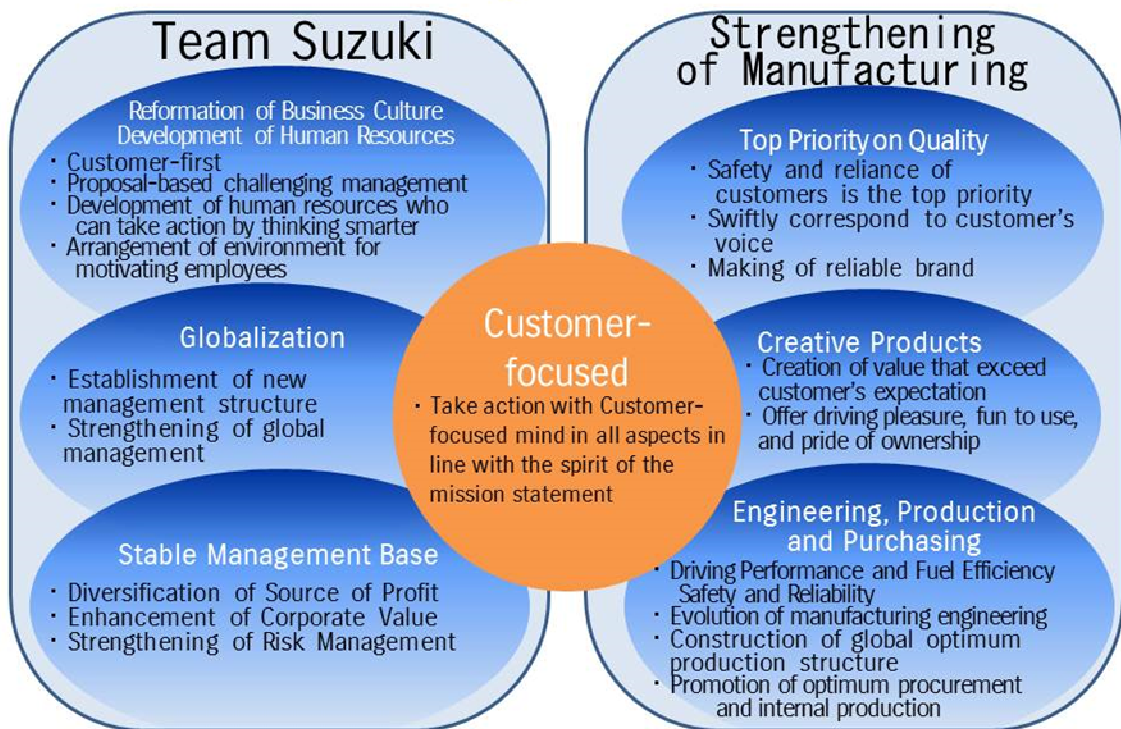 Team Suzuki
Reformation of Business Culture
Development of Human Resources
・Customer-first
・Proposal-based challenging management
・Development of human resources who
can take action by thinking smarter
・Arrangement of environment for
motivating employees
Globalization
・Establishment of new
management structure
・Strengthening of global
management
Stable Management Base
・Diversification of Source of Profit
・Enhancement of Corporate Value
・Strengthening of Risk Management
Customer-
focused
・Take action with Customer-
focused mind in all aspects in
line with the spirit of the
mission statement
Strengthening
of Manufacturing
Top Priority on Quality
・Safety and reliance of
customers is the top priority
・Swiftly correspond to customer's
voice
・Making of reliable brand
Creative Products
・Creation of value that exceed
customer's expectation
・Offer driving pleasure, fun to use,
and pride of ownership
Engineering, Production
and Purchasing
・Driving Performance and Fuel Efficiency
Safety and Reliability
・Evolution of manufacturing engineering
・Construction of global optimum
production structure
・Promotion of optimum procurement
and internal production